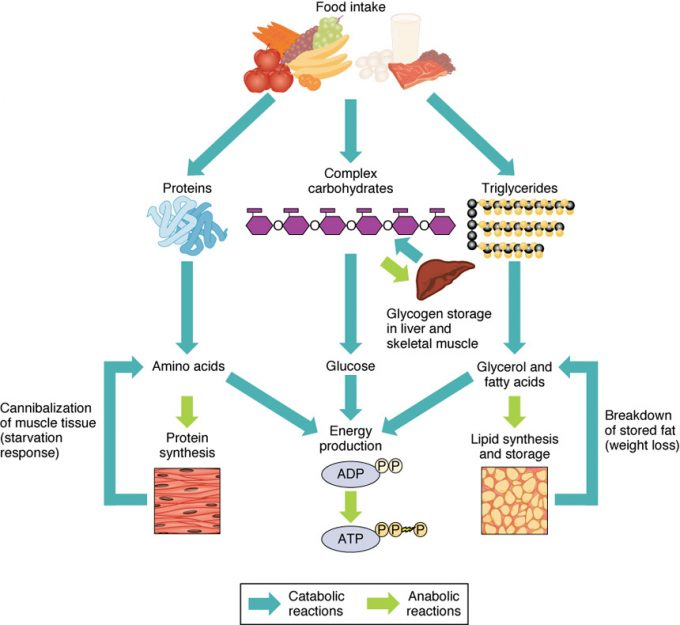 Food intake
Proteins
Complex
carbohydrates
Triglycerides
Glycogen storage
in liver and
skeletal muscle
Amino acids
Glucose
Glycerol and
fatty acids
Cannibalization
of muscle tissue
(starvation
response)
Protein
synthesis
Energy
production
Lipid synthesis
and storage
Breakdown
of stored fat
(weight loss)
ADP P P
ATP P P P
Catabolic
reactions
Anabolic
reactions